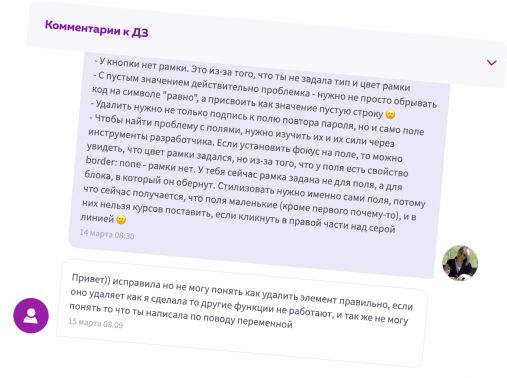 Комментарии к ДЗ
- У кнопки нет рамки. Это из-за того, что ты не задала тип и цвет рамки
- С пустым значением действительно проблемка - нужно не просто обрывать
код на символе "равно", а присвоить как значение пустую строку 😊
- Удалить нужно не только подпись к полю повтора пароля, но и само поле
- Чтобы найти проблему с полями, нужно изучить их и их сили через
инструменты разработчика. Если установить фокус на поле, то можно
увидеть, что цвет рамки задался, но из-за того, что у поля есть свойство
border: none - рамки нет. У тебя сейчас рамка задана не для поля, а для
блока, в который он обернут. Стилизовать нужно именно сами поля, потому
что сейчас получается, что поля маленькие (кроме первого почему-то), и в
них нельзя курсов поставить, если кликнуть в правой части над серой
линией 😊
14 марта 08:30
Привет)) исправила но не могу понять как удалить элемент правильно, если
оно удаляет как я сделала то другие функции не работают, и так же не могу
понять то что ты написала по поводу переменной
15 марта 08:09